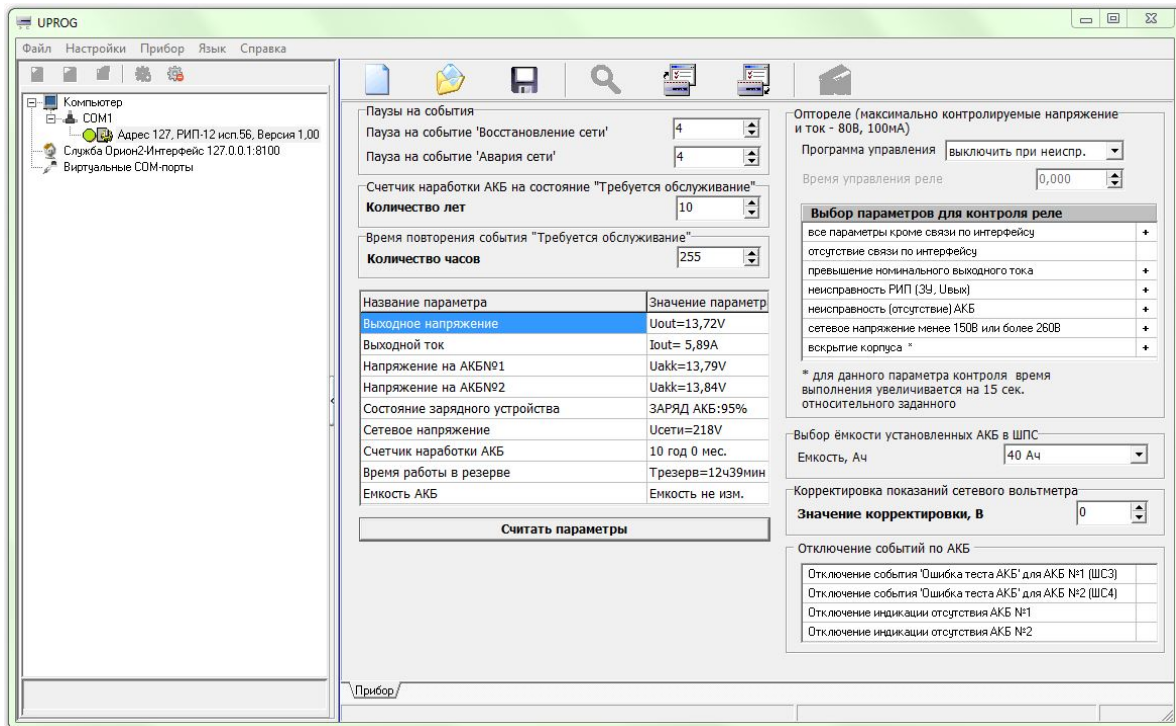 UPROG
Файл Настройки Прибор Язык Справка
Компьютер
COM1
Адрес 127, РИП-12 исп.56, Версия 1,00
Служба Орион2-Интерфейс 127.0.0.1:8100
Виртуальные COM-порты
Паузы на события
Пауза на событие 'Восстановление сети' 4
Пауза на событие 'Авария сети' 4
Счетчик наработки АКБ на состояние "Требуется обслуживание"
Количество лет 10
Время повторения события "Требуется обслуживание"
Количество часов 255
Название параметра Значение параметр
Выходное напряжение Uout=13,72V
Выходной ток Iout= 5,89A
Напряжение на АКБ№1 Uakk=13,79V
Напряжение на АКБ№2 Uakk=13,84V
Состояние зарядного устройства ЗАРЯД АКБ:95%
Сетевое напряжение Uсети=218V
Счетчик наработки АКБ 10 год 0 мес.
Время работы в резерве Tрезерв=12ч39мин
Емкость АКБ Емкость не изм.
Считать параметры
Оптореле (максимально контролируемые напряжение
и ток - 80В, 100мА)
Программа управления выключить при неиспр.
Время управления реле 0,000
Выбор параметров для контроля реле
все параметры кроме связи по интерфейсу +
отсутствие связи по интерфейсу
превышение номинального выходного тока +
неисправность РИП (ЗУ, Uвых) +
неисправность (отсутствие) АКБ +
сетевое напряжение менее 150В или более 260В +
вскрытие корпуса * +
* для данного параметра контроля время
выполнения увеличивается на 15 сек.
относительного заданного
Выбор ёмкости установленных АКБ в ШПС
Емкость, Ач 40 Ач
Корректировка показаний сетевого вольтметра
Значение корректировки, В 0
Отключение событий по АКБ
Отключение события 'Ошибка теста АКБ' для АКБ №1 (ШС3)
Отключение события 'Ошибка теста АКБ' для АКБ №2 (ШС4)
Отключение индикации отсутствия АКБ №1
Отключение индикации отсутствия АКБ №2
Прибор